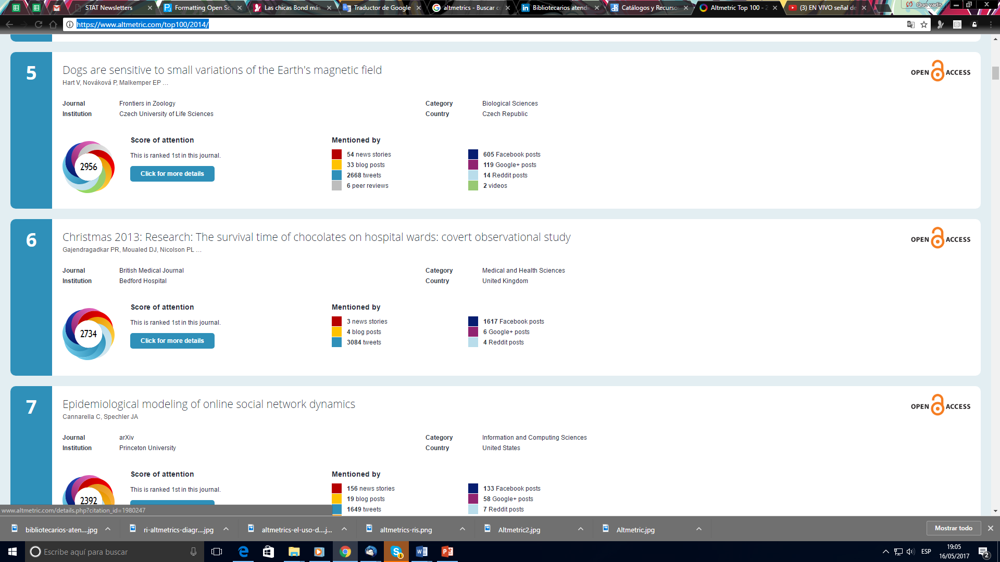 STAT Newsletters
Formatting Open Sci
Las chicas Bond más
Traductor de Google
altmetrics - Buscar co
Bibliotecarios atendi
Catálogos y Recurso
Altmetric Top 100 - 2
(3) EN VIVO señal de
Quo vadis
https://www.altmetric.com/top100/2014/
5
Dogs are sensitive to small variations of the Earth's magnetic field
Hart V, Nováková P, Malkemper EP ...
OPEN ACCESS
Journal Frontiers in Zoology
Category Biological Sciences
Institution Czech University of Life Sciences
Country Czech Republic
2956
Score of attention
This is ranked 1st in this journal.
Click for more details
Mentioned by
54 news stories
605 Facebook posts
33 blog posts
119 Google+ posts
2668 tweets
14 Reddit posts
6 peer reviews
2 videos
6
Christmas 2013: Research: The survival time of chocolates on hospital wards: covert observational study
Gajendragadkar PR, Moualed DJ, Nicolson PL ...
OPEN ACCESS
Journal British Medical Journal
Category Medical and Health Sciences
Institution Bedford Hospital
Country United Kingdom
2734
Score of attention
This is ranked 1st in this journal.
Click for more details
Mentioned by
3 news stories
1617 Facebook posts
4 blog posts
6 Google+ posts
3084 tweets
4 Reddit posts
7
Epidemiological modeling of online social network dynamics
Cannarella C, Spechler JA
OPEN ACCESS
Journal arXiv
Category Information and Computing Sciences
Institution Princeton University
Country United States
2392
Score of attention
This is ranked 1st in this journal.
Mentioned by
156 news stories
133 Facebook posts
19 blog posts
58 Google+ posts
1649 tweets
7 Reddit posts
www.altmetric.com/details.php?citation_id=1980247
bibliotecarios-aten....jpg
ri-altmetrics-diagr....jpg
altmetrics-el-uso-d....j...
altmetrics-ris.png
Altmetric2.jpg
Altmetric.jpg
Mostrar todo
Escribe aquí para buscar
1
ESP
19:05
16/05/2017
2